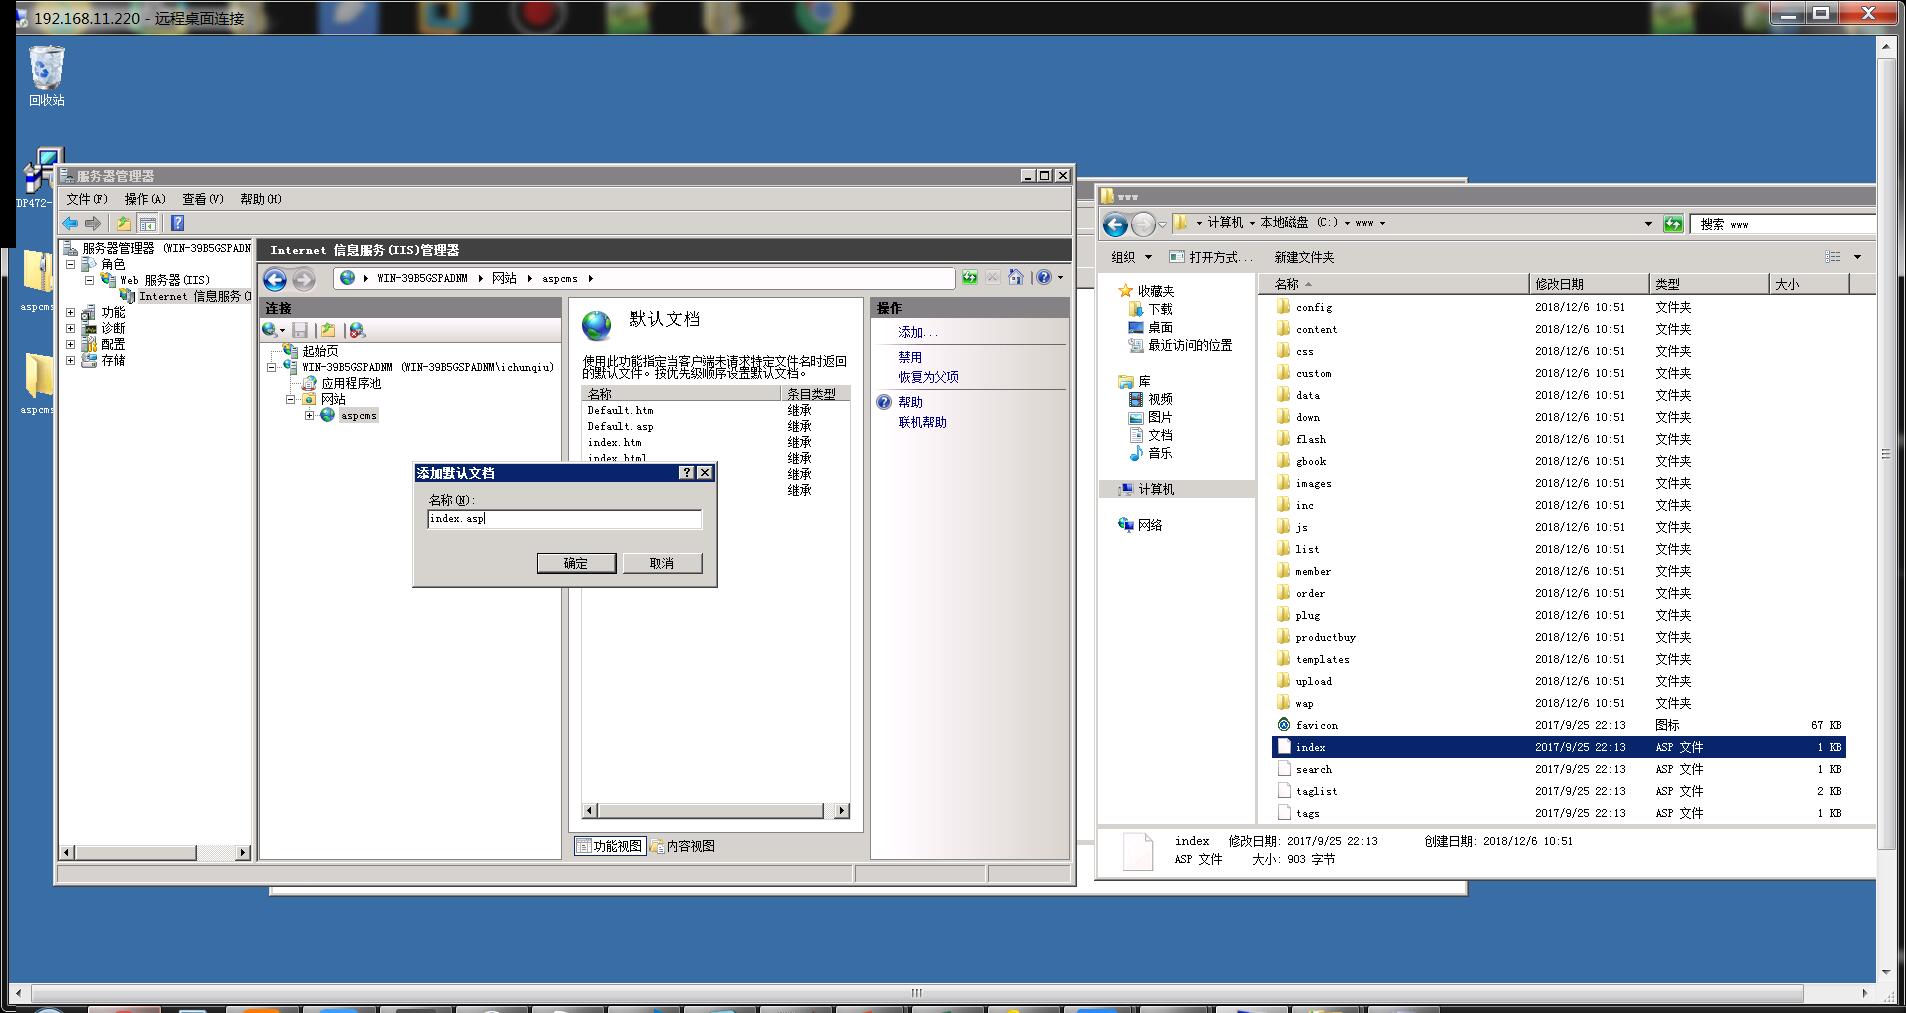 192.168.11.220 - 远程桌面连接
回收站
DP472-
aspcms
aspcms
服务器管理器
文件(F) 操作(A) 查看(V) 帮助(H)
服务器管理器 (WIN-39B5GSPADN
角色
Web 服务器(IIS)
Internet 信息服务(I
功能
诊断
配置
存储
Internet 信息服务(IIS)管理器
WIN-39B5GSPADNM 网站 aspcms
连接
起始页
WIN-39B5GSPADNM (WIN-39B5GSPADNM\ichunqiu)
应用程序池
网站
aspcms
默认文档
使用此功能指定当客户端未请求特定文件名时返回
的默认文件。按优先级顺序设置默认文档。
名称 条目类型
Default.htm 继承
Default.asp 继承
index.htm 继承
index.html 继承
继承
继承
功能视图 内容视图
操作
添加...
禁用
恢复为父项
帮助
联机帮助
添加默认文档
名称(N):
index.asp
确定 取消
www
计算机 本地磁盘 (C:) www
搜索 www
组织 打开方式... 新建文件夹
收藏夹
下载
桌面
最近访问的位置
库
视频
图片
文档
音乐
计算机
网络
名称 修改日期 类型 大小
config 2018/12/6 10:51 文件夹
content 2018/12/6 10:51 文件夹
css 2018/12/6 10:51 文件夹
custom 2018/12/6 10:51 文件夹
data 2018/12/6 10:51 文件夹
down 2018/12/6 10:51 文件夹
flash 2018/12/6 10:51 文件夹
gbook 2018/12/6 10:51 文件夹
images 2018/12/6 10:51 文件夹
inc 2018/12/6 10:51 文件夹
js 2018/12/6 10:51 文件夹
list 2018/12/6 10:51 文件夹
member 2018/12/6 10:51 文件夹
order 2018/12/6 10:51 文件夹
plug 2018/12/6 10:51 文件夹
productbuy 2018/12/6 10:51 文件夹
templates 2018/12/6 10:51 文件夹
upload 2018/12/6 10:51 文件夹
wap 2018/12/6 10:51 文件夹
favicon 2017/9/25 22:13 图标 67 KB
index 2017/9/25 22:13 ASP 文件 1 KB
search 2017/9/25 22:13 ASP 文件 1 KB
taglist 2017/9/25 22:13 ASP 文件 2 KB
tags 2017/9/25 22:13 ASP 文件 1 KB
index 修改日期: 2017/9/25 22:13 创建日期: 2018/12/6 10:51
ASP 文件 大小: 903 字节